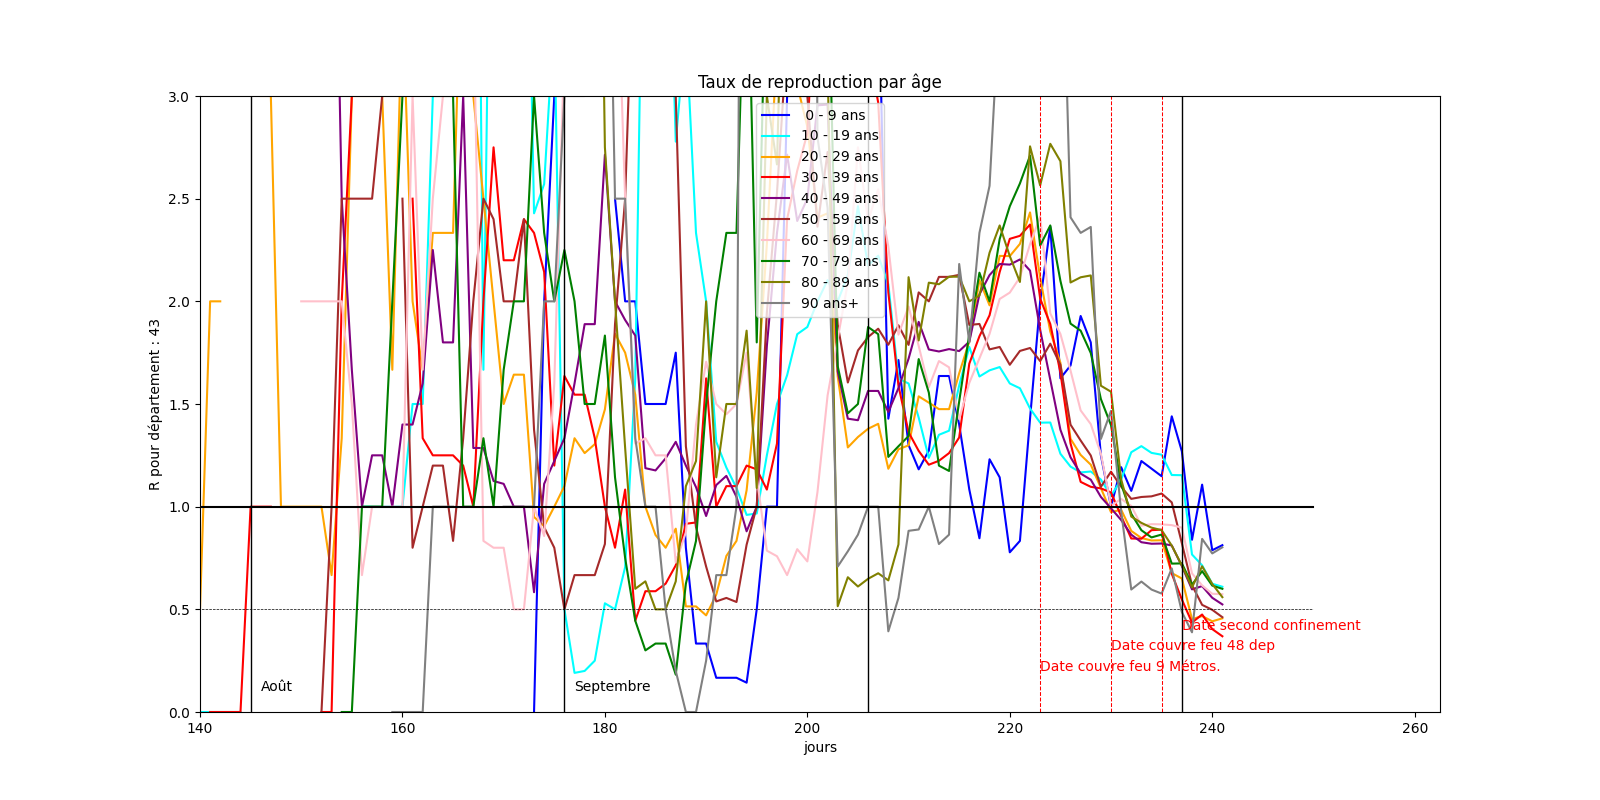 Taux de reproduction par âge
R pour département : 43
3.0
2.5
2.0
1.5
1.0
0.5
0.0
0 - 9 ans
10 - 19 ans
20 - 29 ans
30 - 39 ans
40 - 49 ans
50 - 59 ans
60 - 69 ans
70 - 79 ans
80 - 89 ans
90 ans+
Date second confinement
Date couvre feu 48 dep
Date couvre feu 9 Métros.
Août
Septembre
140
160
180
200
220
240
260
jours